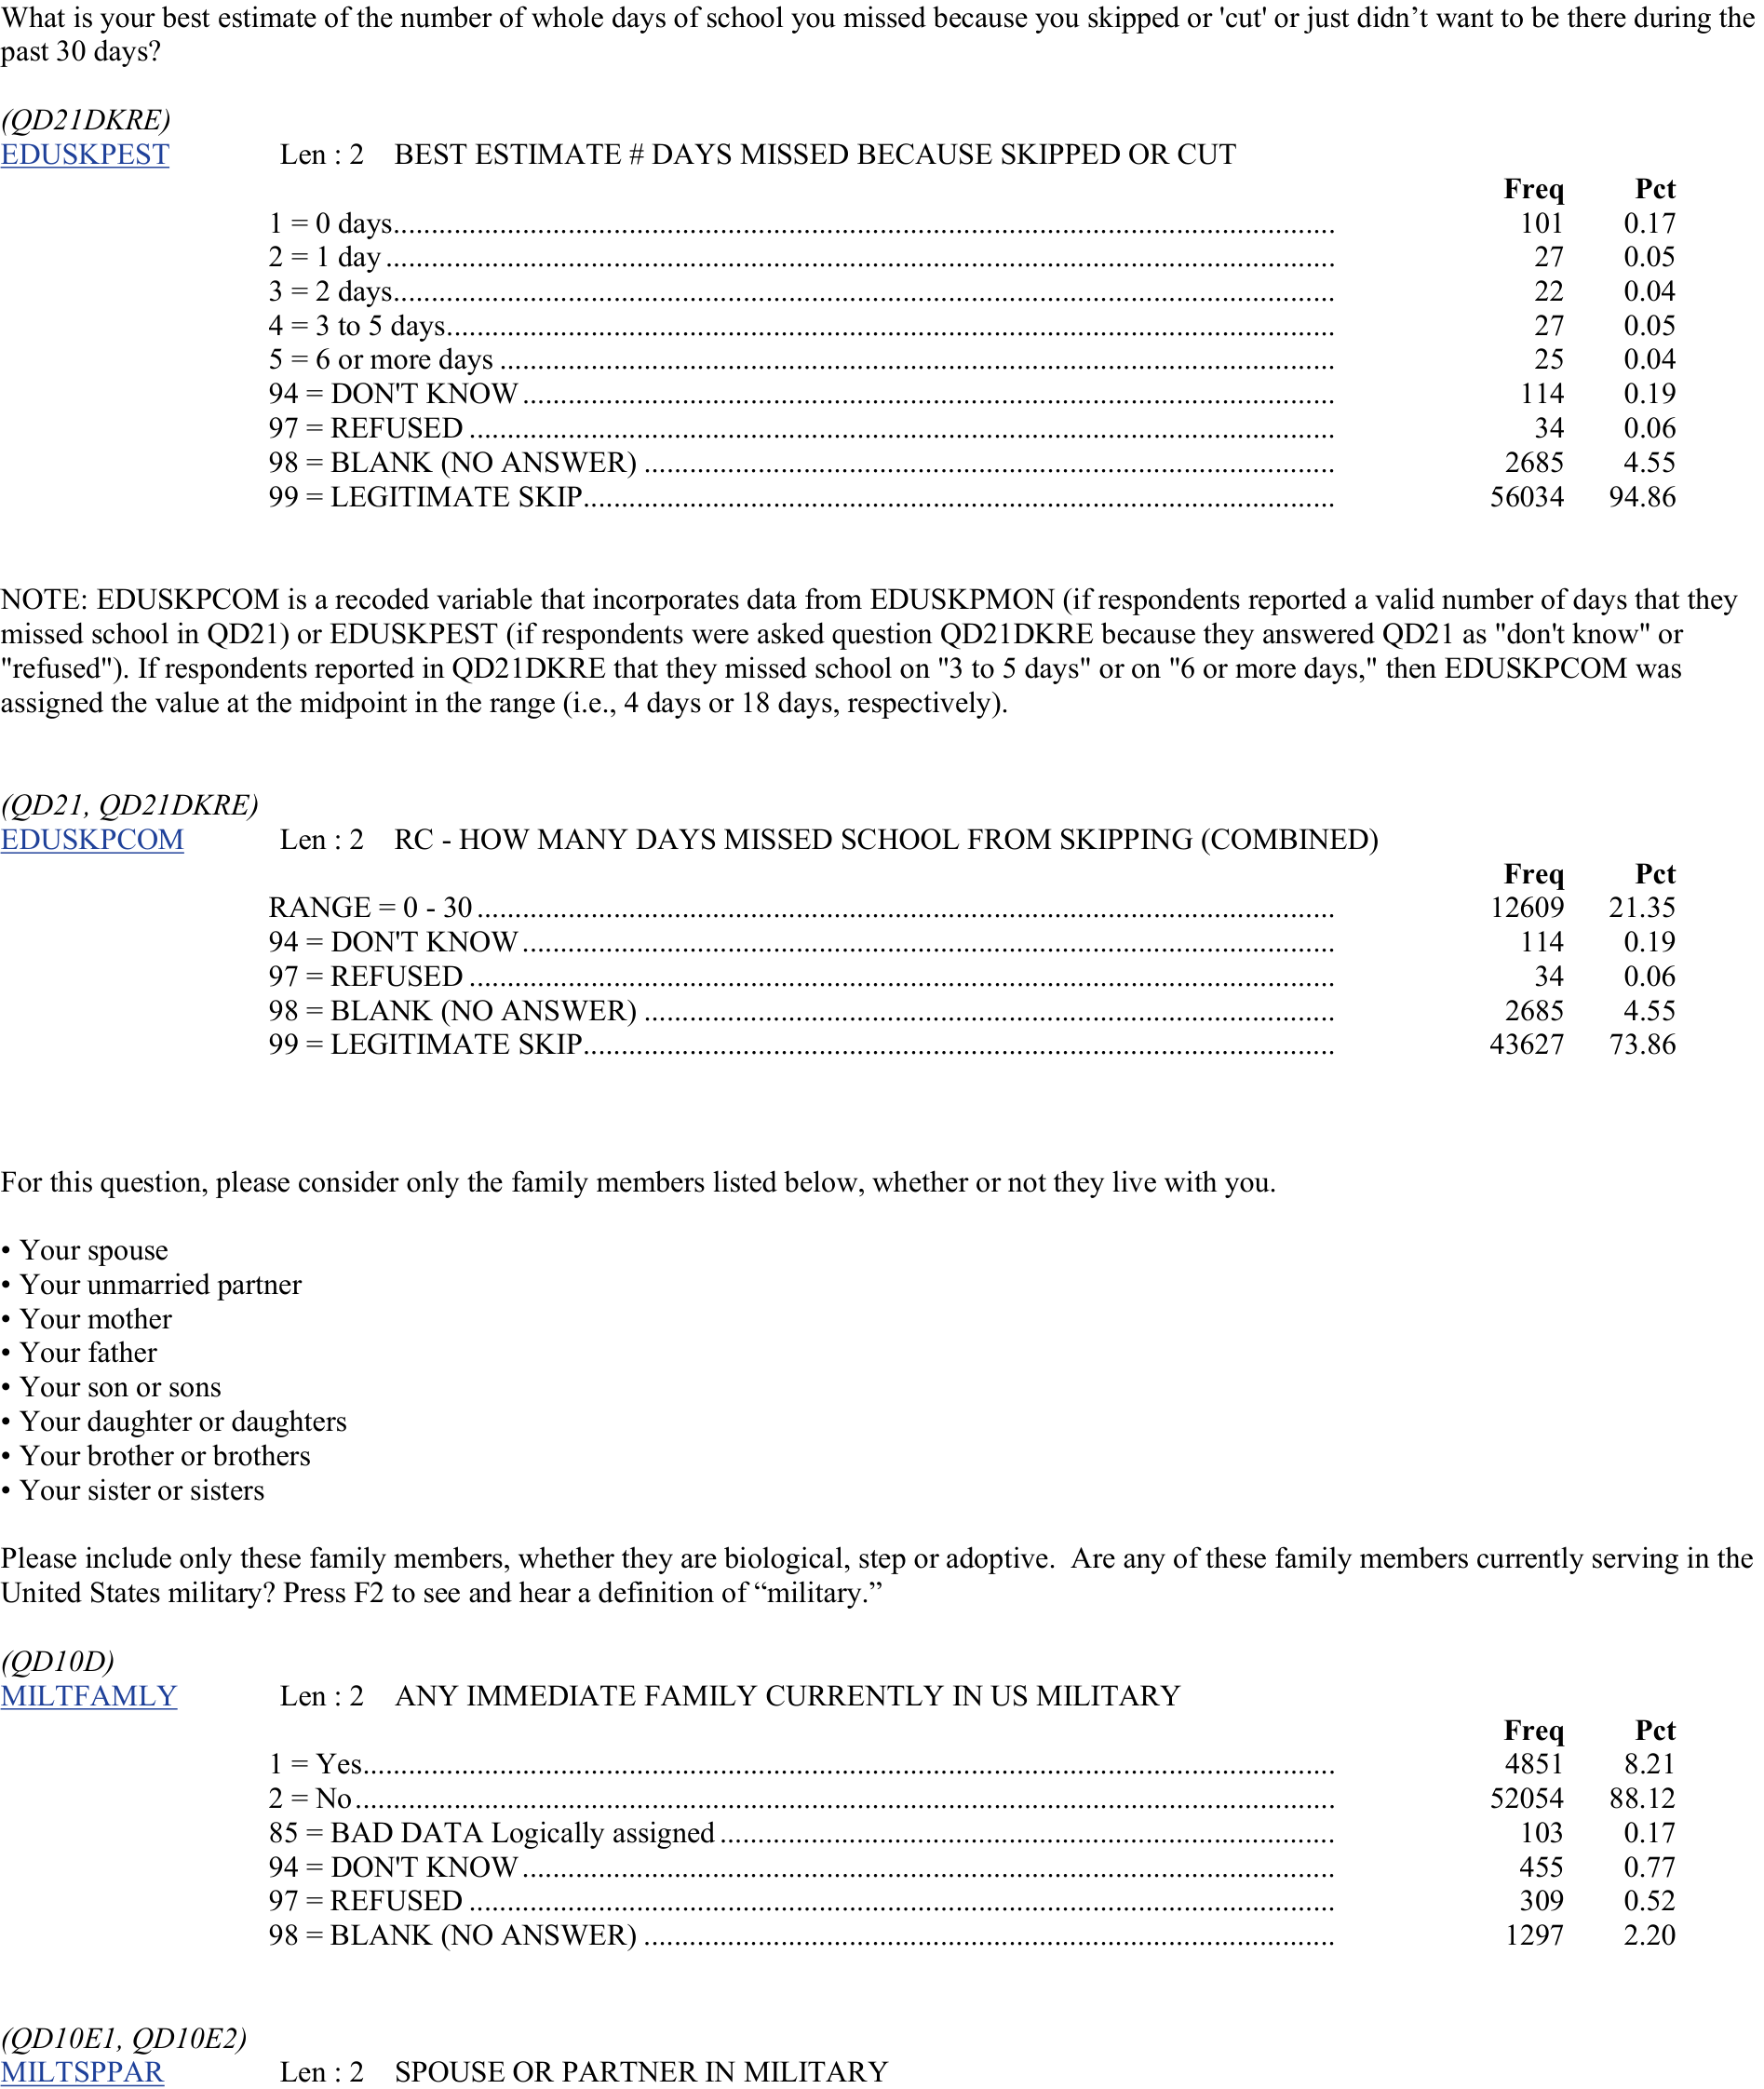 What is your best estimate of the number of whole days of school you missed because you skipped or 'cut' or just didn’t want to be there during the
past 30 days?
(QD21DKRE)
EDUSKPEST Len : 2 BEST ESTIMATE # DAYS MISSED BECAUSE SKIPPED OR CUT
Freq Pct
1 = 0 days 101 0.17
2 = 1 day 27 0.05
3 = 2 days 22 0.04
4 = 3 to 5 days 27 0.05
5 = 6 or more days 25 0.04
94 = DON'T KNOW 114 0.19
97 = REFUSED 34 0.06
98 = BLANK (NO ANSWER) 2685 4.55
99 = LEGITIMATE SKIP 56034 94.86
NOTE: EDUSKPCOM is a recoded variable that incorporates data from EDUSKPMON (if respondents reported a valid number of days that they
missed school in QD21) or EDUSKPEST (if respondents were asked question QD21DKRE because they answered QD21 as "don't know" or
"refused"). If respondents reported in QD21DKRE that they missed school on "3 to 5 days" or on "6 or more days," then EDUSKPCOM was
assigned the value at the midpoint in the range (i.e., 4 days or 18 days, respectively).
(QD21, QD21DKRE)
EDUSKPCOM Len : 2 RC - HOW MANY DAYS MISSED SCHOOL FROM SKIPPING (COMBINED)
Freq Pct
RANGE = 0 - 30 12609 21.35
94 = DON'T KNOW 114 0.19
97 = REFUSED 34 0.06
98 = BLANK (NO ANSWER) 2685 4.55
99 = LEGITIMATE SKIP 43627 73.86
For this question, please consider only the family members listed below, whether or not they live with you.
• Your spouse
• Your unmarried partner
• Your mother
• Your father
• Your son or sons
• Your daughter or daughters
• Your brother or brothers
• Your sister or sisters
Please include only these family members, whether they are biological, step or adoptive. Are any of these family members currently serving in the
United States military? Press F2 to see and hear a definition of “military.”
(QD10D)
MILTFAMLY Len : 2 ANY IMMEDIATE FAMILY CURRENTLY IN US MILITARY
Freq Pct
1 = Yes 4851 8.21
2 = No 52054 88.12
85 = BAD DATA Logically assigned 103 0.17
94 = DON'T KNOW 455 0.77
97 = REFUSED 309 0.52
98 = BLANK (NO ANSWER) 1297 2.20
(QD10E1, QD10E2)
MILTSPPAR Len : 2 SPOUSE OR PARTNER IN MILITARY